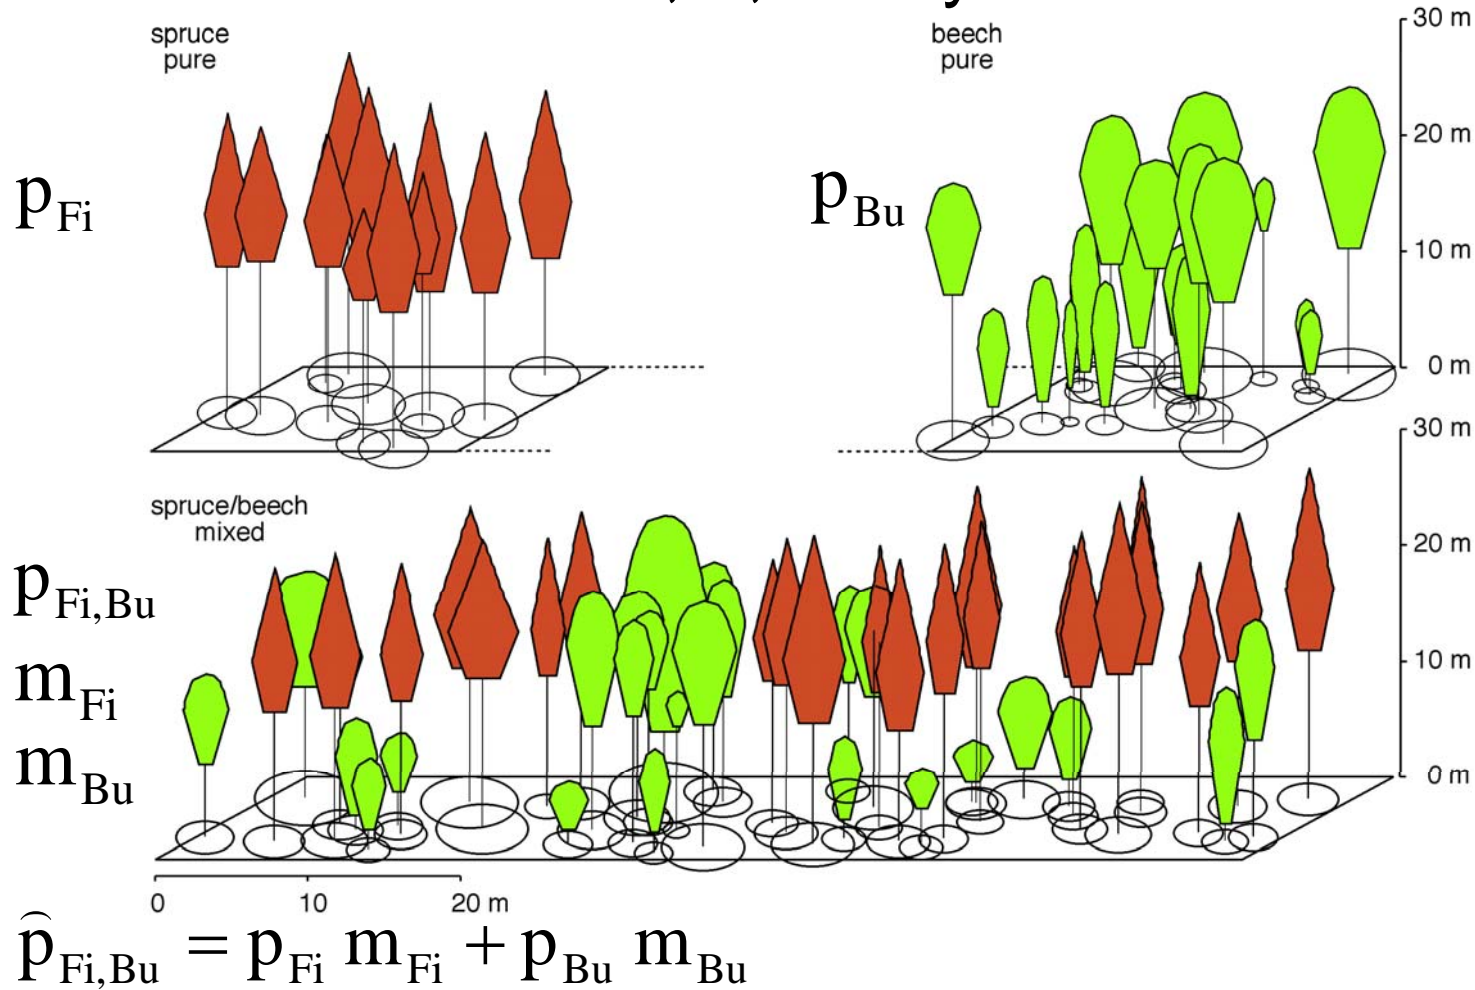 spruce
pure
beech
pure
30 m
20 m
10 m
0 m
p_Fi
p_Bu
30 m
20 m
10 m
0 m
spruce/beech
mixed
p_Fi,Bu
m_Fi
m_Bu
0 10 20 m
p̂_Fi,Bu = p_Fi m_Fi + p_Bu m_Bu